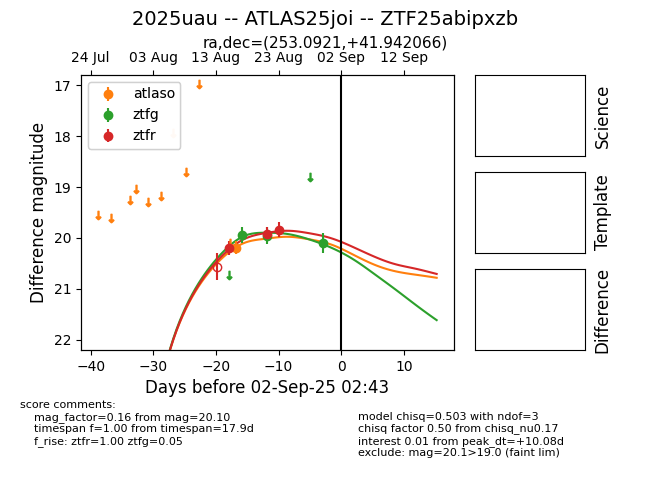 2025uau -- ATLAS25joi -- ZTF25abipxzb
ra,dec=(253.0921,+41.942066)
24 Jul 03 Aug 13 Aug 23 Aug 02 Sep 12 Sep
17
18
19
20
21
22
Difference magnitude
atlaso
ztfg
ztfr
−40 −30 −20 −10 0 10
Days before 02-Sep-25 02:43
Science
Template
Difference
score comments:
mag_factor=0.16 from mag=20.10
timespan f=1.00 from timespan=17.9d
f_rise: ztfr=1.00 ztfg=0.05
model chisq=0.503 with ndof=3
chisq factor 0.50 from chisq_nu0.17
interest 0.01 from peak_dt=+10.08d
exclude: mag=20.1>19.0 (faint lim)